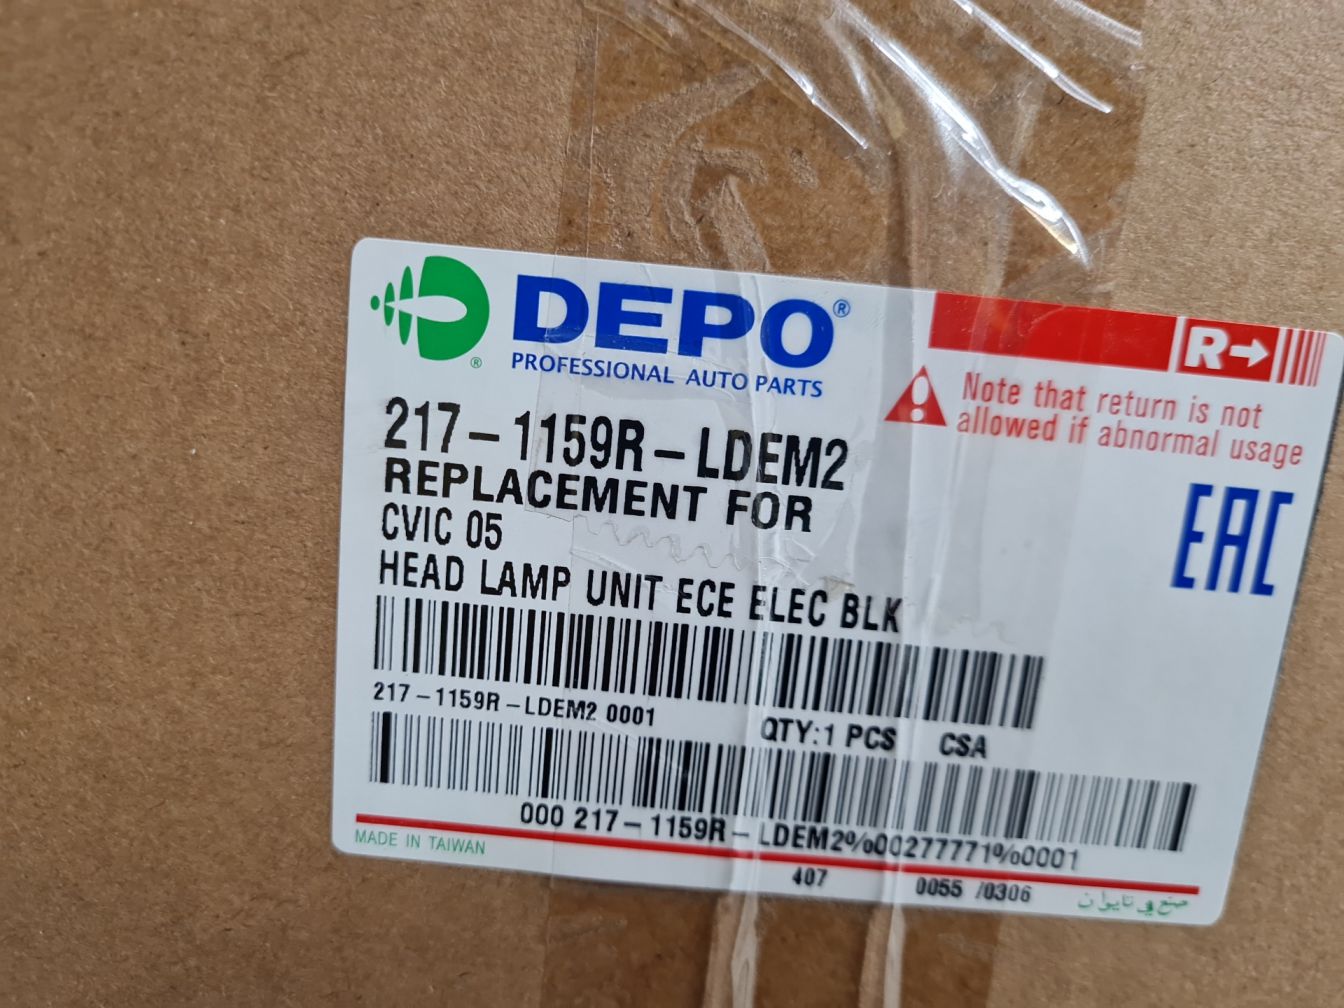 DEPO®
PROFESSIONAL AUTO PARTS
®
R→
Note that return is not
allowed if abnormal usage
217-1159R-LDEM2
REPLACEMENT FOR
CVIC 05
HEAD LAMP UNIT ECE ELEC BLK
EAC
217-1159R-LDEM2 0001
QTY:1 PCS CSA
000 217-1159R-LDEM2%00277771%0001
MADE IN TAIWAN
407 0055 /0306
صنع في تايوان